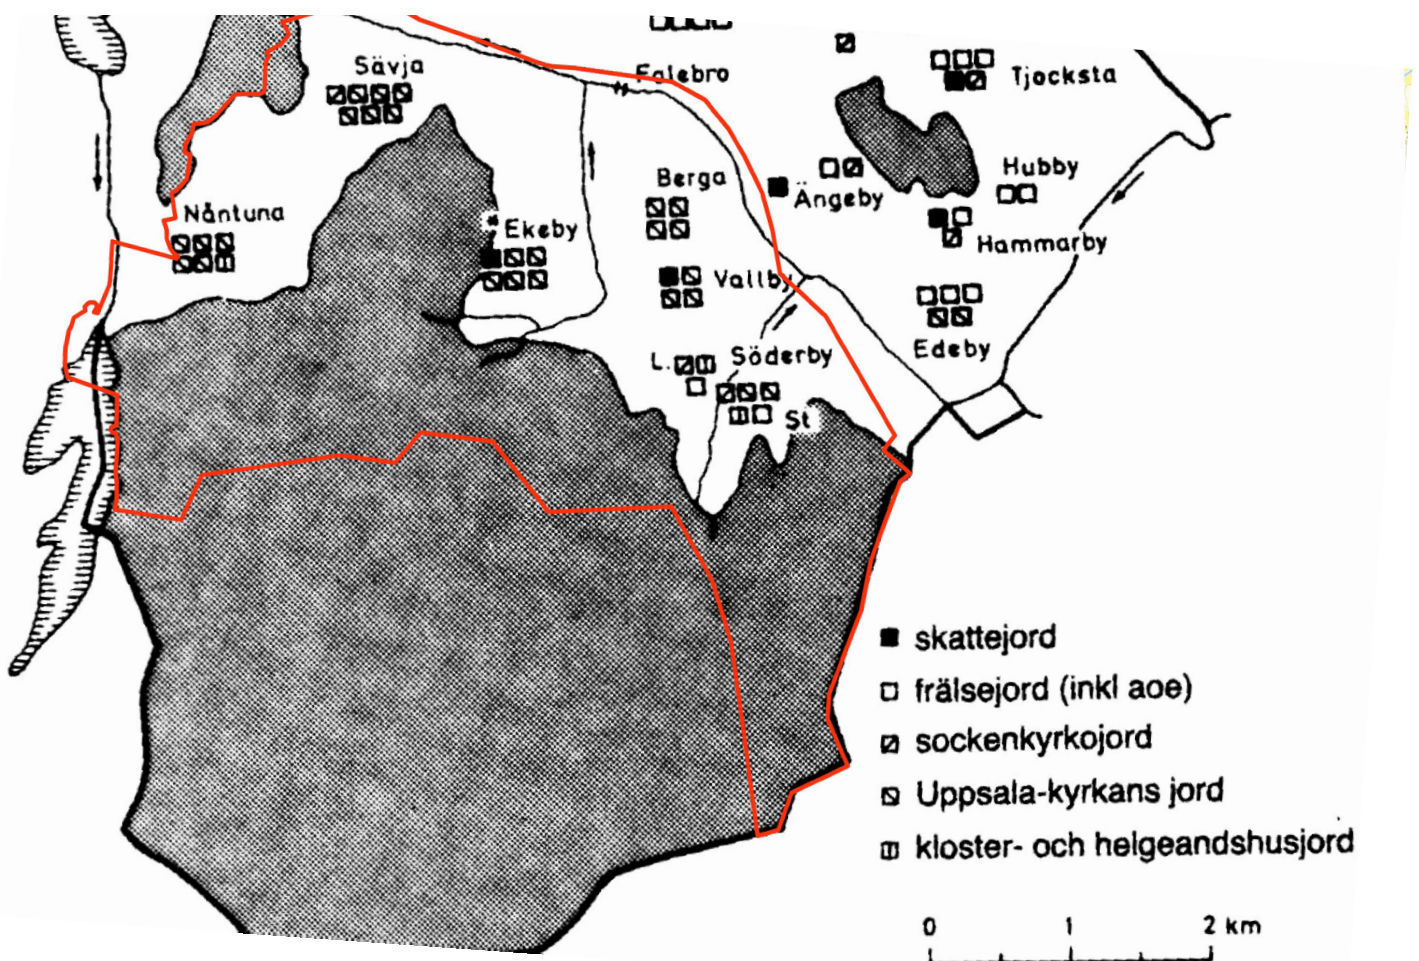 Sävja
Falebro
Tjocksta
Berga
Ängeby
Hubby
Nåntuna
* Ekeby
Hammarby
Vallby
L. Söderby
Edeby
St
skattejord
frälsejord (inkl aoe)
sockenkyrkojord
Uppsala-kyrkans jord
kloster- och helgeandshusjord
0 1 2 km